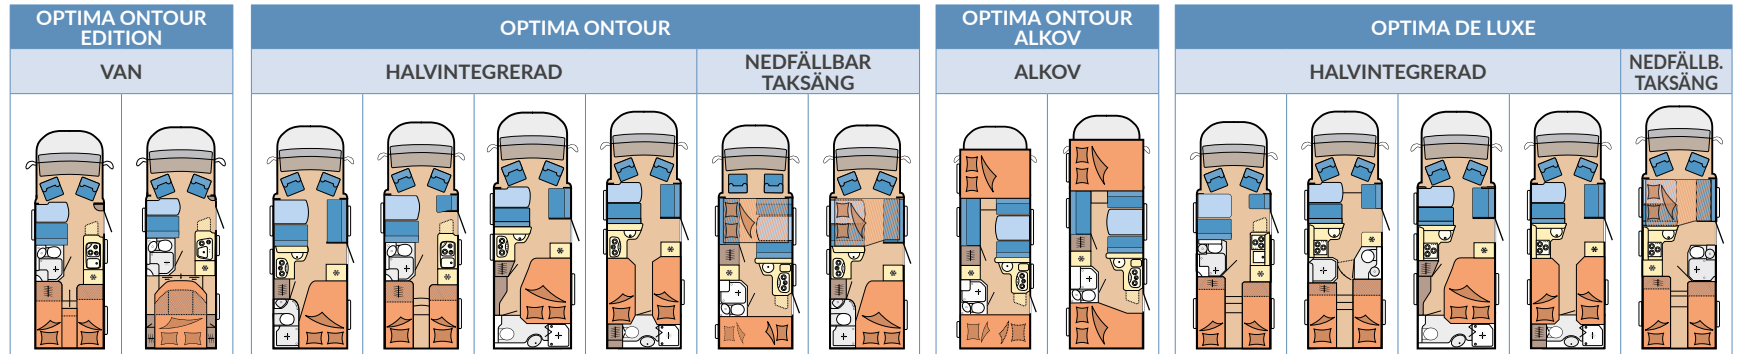 OPTIMA ONTOUR
EDITION
VAN
OPTIMA ONTOUR
HALVINTEGRERAD
NEDFÄLLBAR
TAKSÄNG
OPTIMA ONTOUR
ALKOV
ALKOV
OPTIMA DE LUXE
HALVINTEGRERAD
NEDFÄLLB.
TAKSÄNG